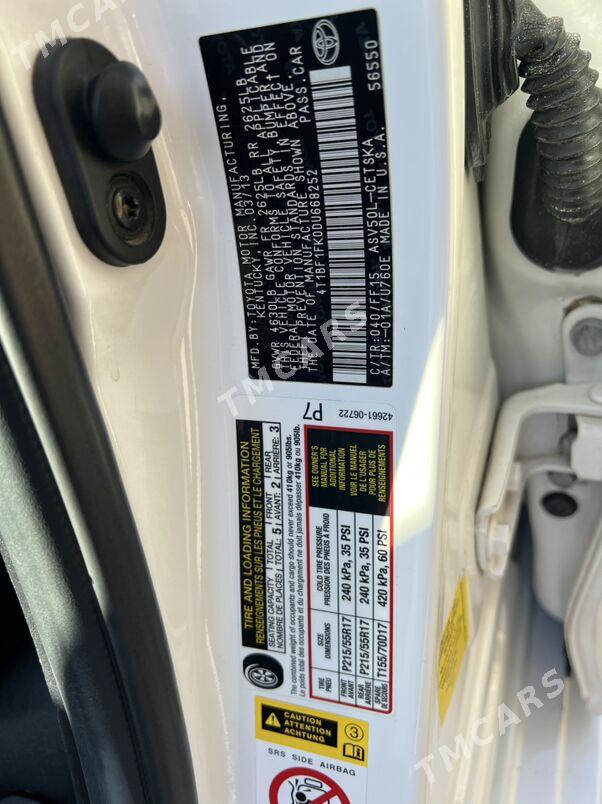 MFD. BY: TOYOTA MOTOR MANUFACTURING,
KENTUCKY, INC. 03/13
GVWR 4630LB GAWR FR 2625LB RR 2625LB
THIS VEHICLE CONFORMS TO ALL APPLICABLE
FEDERAL MOTOR VEHICLE SAFETY, BUMPER, AND
THEFT PREVENTION STANDARDS IN EFFECT ON
THE DATE OF MANUFACTURE SHOWN ABOVE.
4T1BF1FK0DU668252 PASS. CAR
C/TR: 040/FF15 ASV50L-CETSKA
A/TM: -01A/U760E MADE IN U.S.A.
56550
P7
42661-06722
TIRE AND LOADING INFORMATION
RENSEIGNEMENTS SUR LES PNEUS ET LE CHARGEMENT
SEATING CAPACITY TOTAL FRONT REAR
NOMBRE DE PLACES TOTAL: 5 AVANT: 2 ARRIÈRE: 3
The combined weight of occupants and cargo should never exceed 410kg or 905lbs.
Le poids total des occupants et du chargement ne doit jamais dépasser 410kg ou 905lb.
TIRE SIZE COLD TIRE PRESSURE
PNEU DIMENSIONS PRESSION DES PNEUS À FROID
FRONT AVANT P215/55R17 240 kPa, 35 PSI
REAR ARRIÈRE P215/55R17 240 kPa, 35 PSI
SPARE DE SECOURS T155/70D17 420 kPa, 60 PSI
SEE OWNER'S
MANUAL FOR
ADDITIONAL
INFORMATION
VOIR LE MANUEL
DE L'USAGER
POUR PLUS DE
RENSEIGNEMENTS
CAUTION
ATTENTION
ACHTUNG
3
SRS SIDE AIRBAG
TMCARS
TMCARS
TMCARS
TMCARS
TMCARS